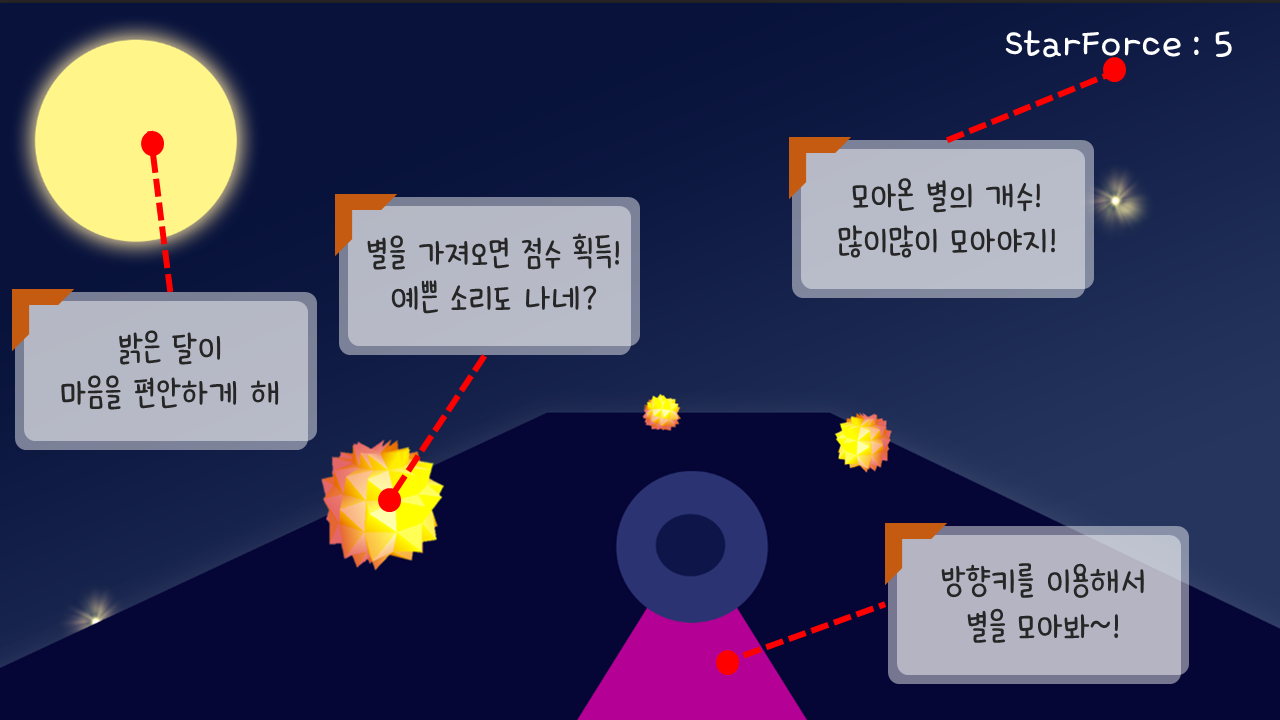 StarForce : 5
모아온 별의 개수!
많이많이 모아야지!
별을 가져오면 점수 획득!
예쁜 소리도 나네?
밝은 달이
마음을 편안하게 해
방향키를 이용해서
별을 모아봐~!